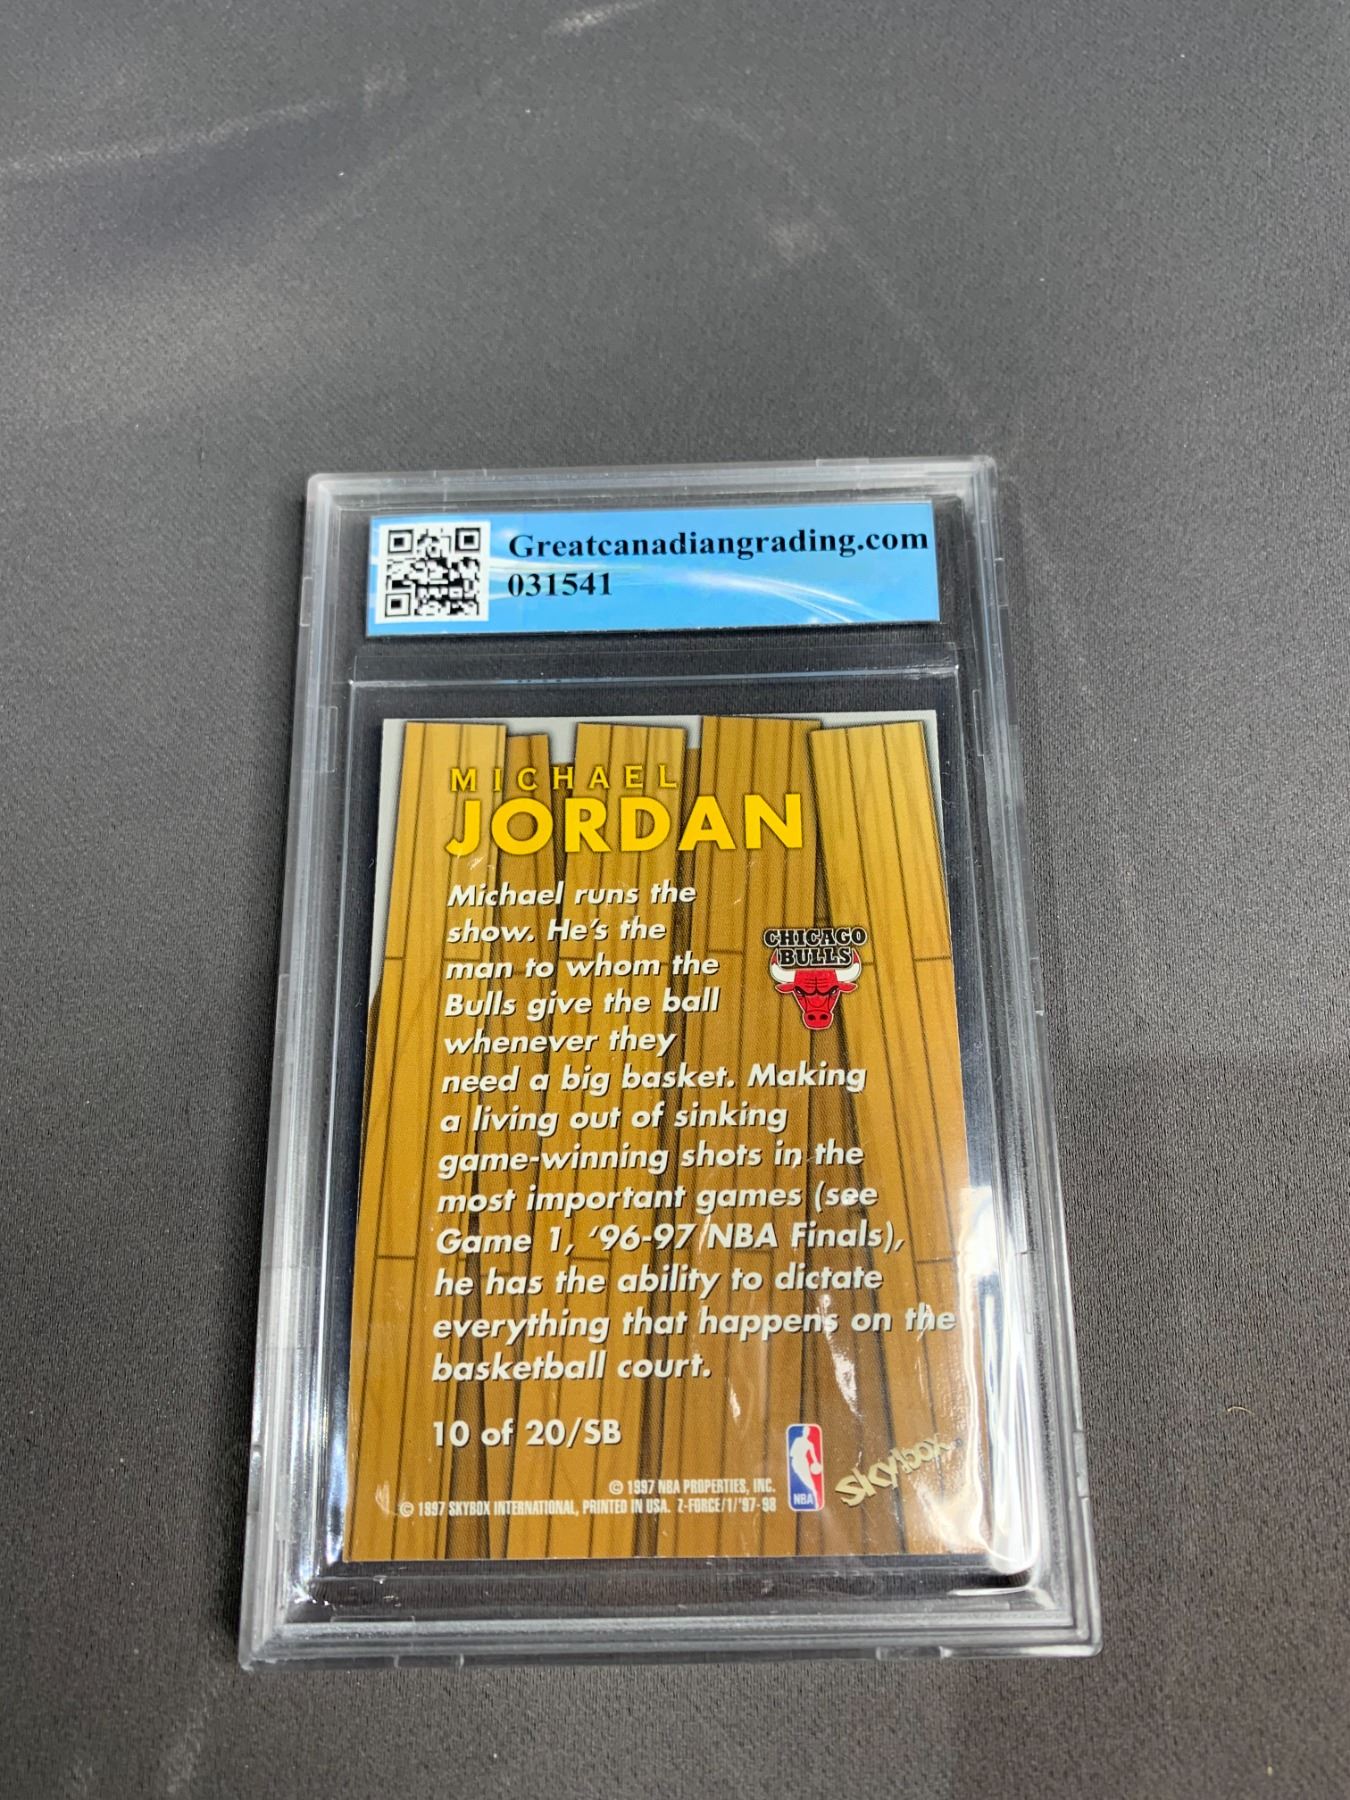 Greatcanadiangrading.com
031541
MICHAEL
JORDAN
Michael runs the
show. He's the
man to whom the
Bulls give the ball
whenever they
need a big basket. Making
a living out of sinking
game-winning shots in the
most important games (see
Game 1, '96-97 NBA Finals),
he has the ability to dictate
everything that happens on the
basketball court.
CHICAGO
BULLS
10 of 20/SB
© 1997 NBA PROPERTIES, INC.
© 1997 SKYBOX INTERNATIONAL, PRINTED IN USA. Z-FORCE/1/'97-98
NBA
skybox